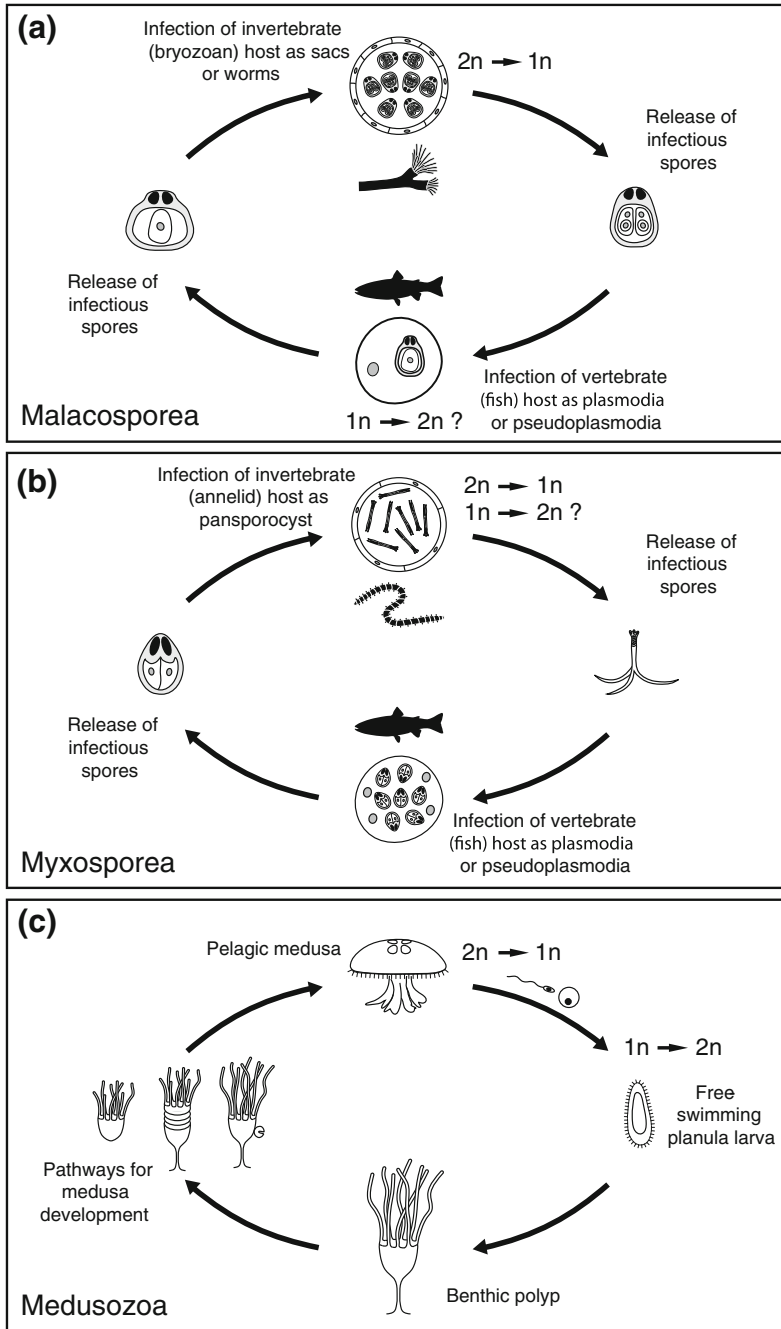 (a)
Infection of invertebrate
(bryozoan) host as sacs
or worms
2n → 1n
Release of
infectious
spores
Release of
infectious
spores
Infection of vertebrate
(fish) host as plasmodia
or pseudoplasmodia
1n → 2n ?
Malacosporea
(b)
Infection of invertebrate
(annelid) host as
pansporocyst
2n → 1n
1n → 2n ?
Release of
infectious
spores
Release of
infectious
spores
Infection of vertebrate
(fish) host as plasmodia
or pseudoplasmodia
Myxosporea
(c)
Pelagic medusa
2n → 1n
1n → 2n
Free
swimming
planula larva
Pathways for
medusa
development
Benthic polyp
Medusozoa